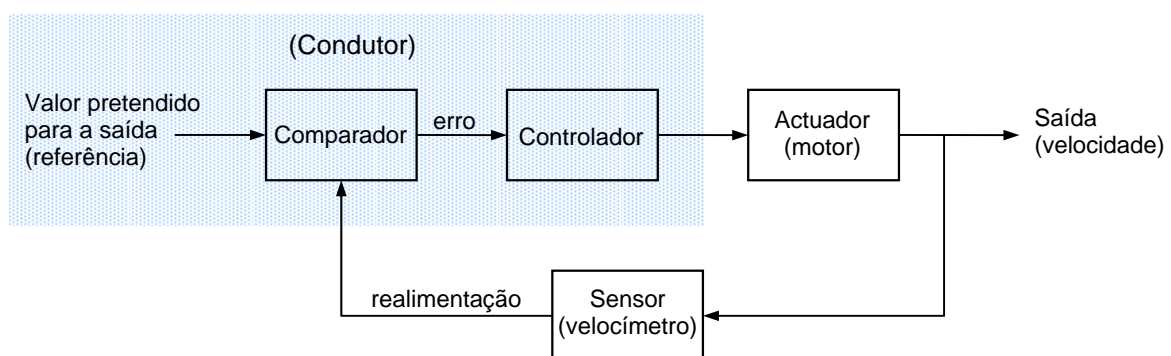 (Condutor)
Valor pretendido
para a saída
(referência)
Comparador
erro
Controlador
Actuador
(motor)
Saída
(velocidade)
realimentação
Sensor
(velocímetro)